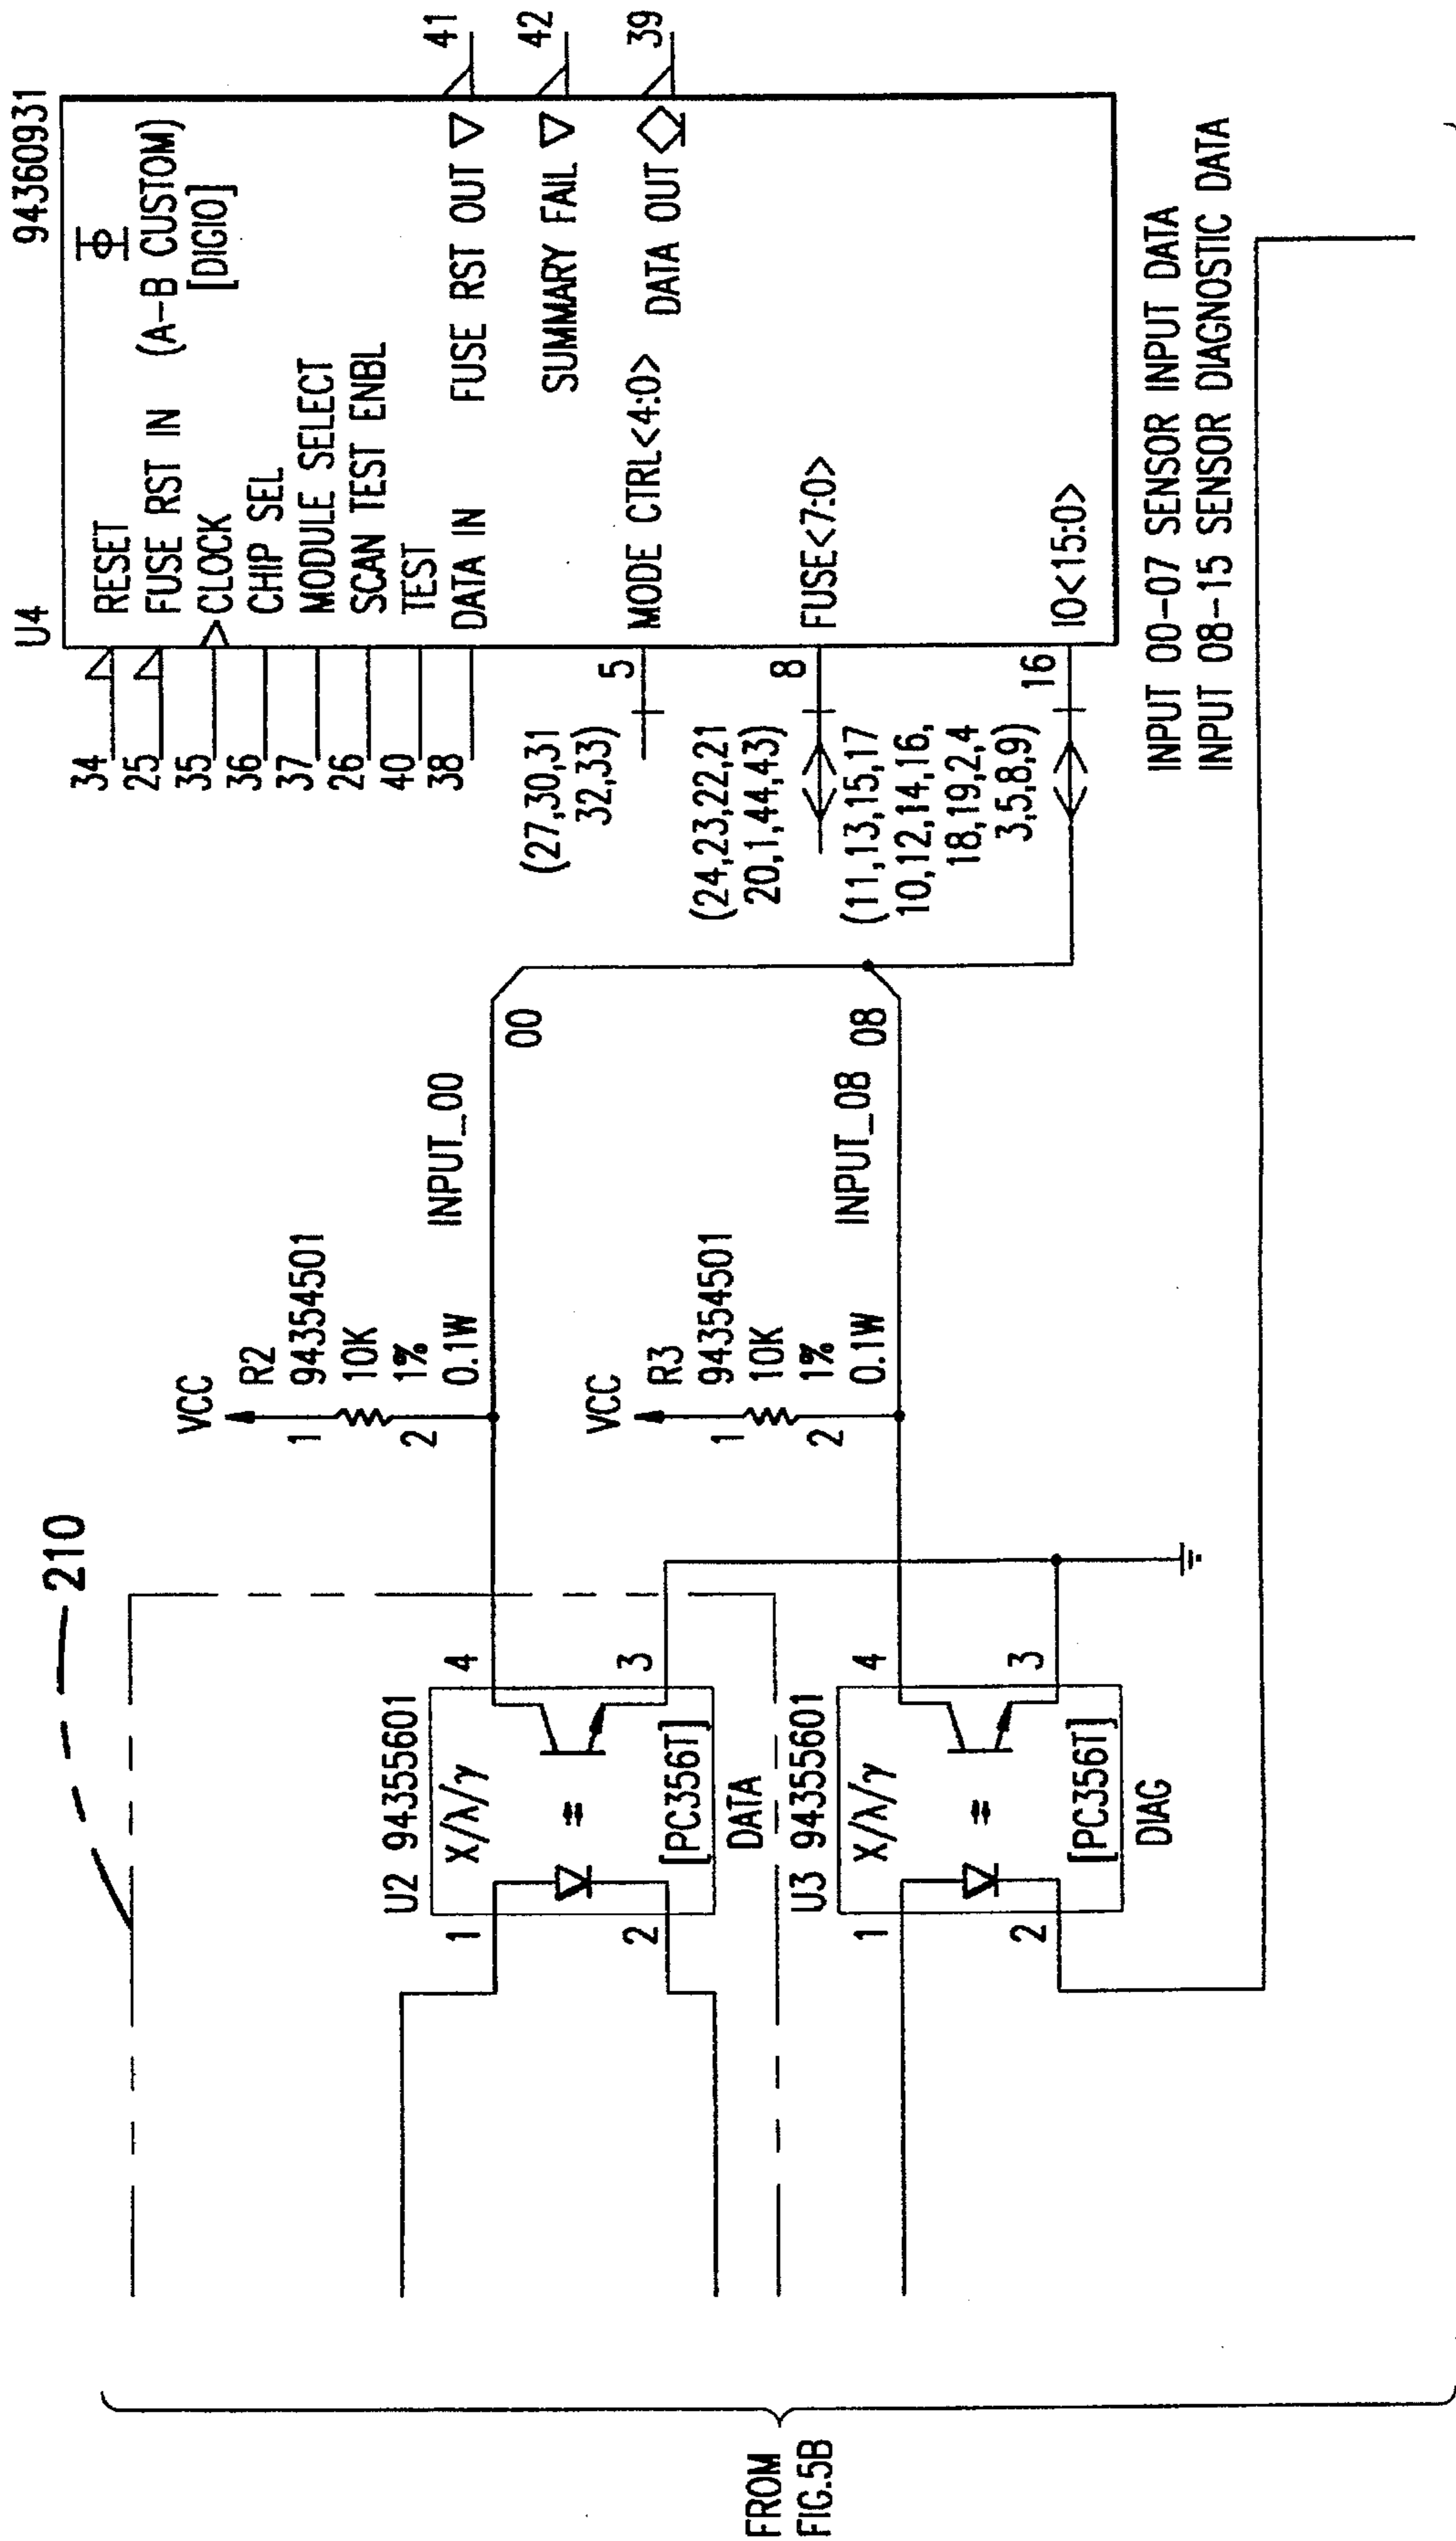 210
VCC
1
2
R2
94354501
10K
1%
0.1W
INPUT_00
00
VCC
1
2
R3
94354501
10K
1%
0.1W
INPUT_08
08
U2 94355601
X/λ/γ
1
2
4
3
[PC356T]
DATA
U3 94355601
X/λ/γ
1
2
4
3
[PC356T]
DIAG
FROM
FIG.5B
U4
94360931
Φ
(A-B CUSTOM)
[DIGIO]
34
RESET
25
FUSE RST IN
35
CLOCK
36
CHIP SEL
37
MODULE SELECT
26
SCAN TEST ENBL
40
TEST
38
DATA IN
FUSE RST OUT
41
SUMMARY FAIL
42
DATA OUT
39
(27,30,31
32,33)
5
MODE CTRL<4:0>
(24,23,22,21
20,1,44,43)
8
FUSE<7:0>
(11,13,15,17
10,12,14,16,
18,19,2,4
3,5,8,9)
16
IO<15:0>
INPUT 00-07 SENSOR INPUT DATA
INPUT 08-15 SENSOR DIAGNOSTIC DATA